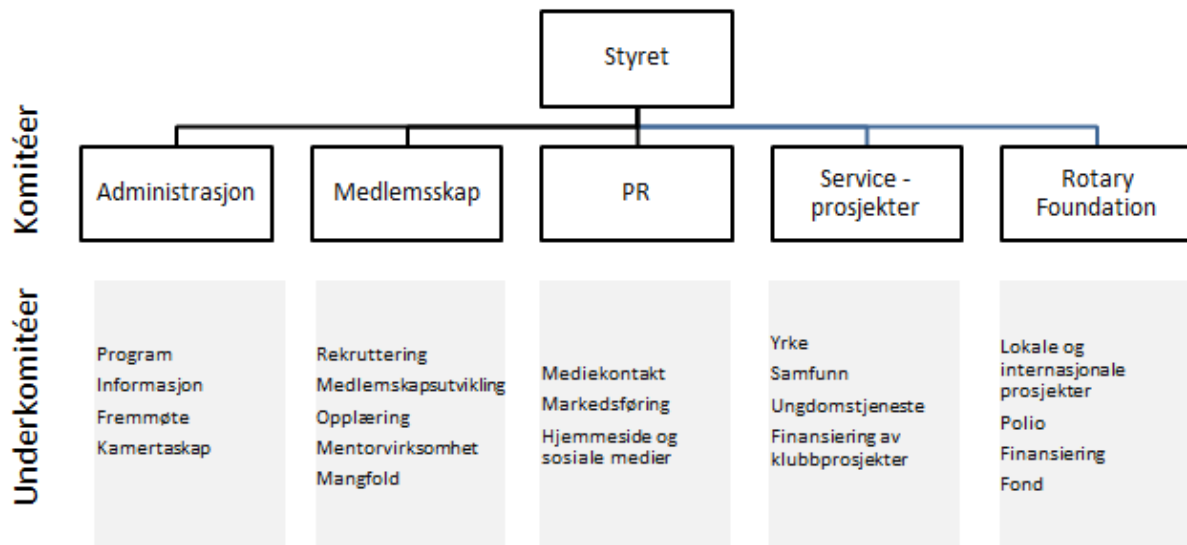 Styret
Komitéer
Administrasjon
Medlemsskap
PR
Service -
prosjekter
Rotary
Foundation
Underkomitéer
Program
Informasjon
Fremmøte
Kamertaskap
Rekruttering
Medlemskapsutvikling
Opplæring
Mentorvirksomhet
Mangfold
Mediekontakt
Markedsføring
Hjemmeside og
sosiale medier
Yrke
Samfunn
Ungdomstjeneste
Finansiering av
klubbprosjekter
Lokale og
internasjonale
prosjekter
Polio
Finansiering
Fond